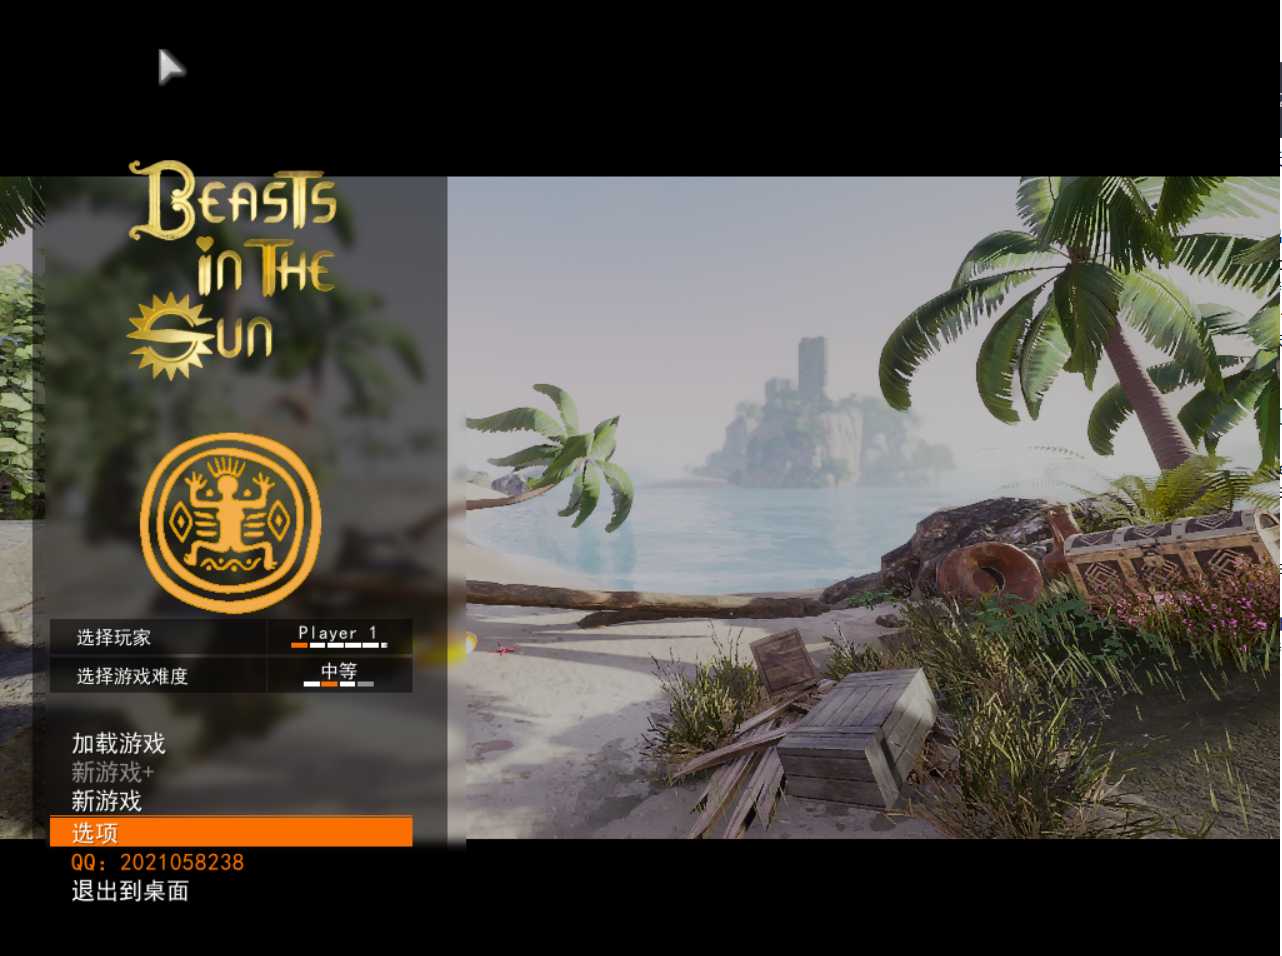 Beasts
in The
Sun
选择玩家
Player 1
选择游戏难度
中等
加载游戏
新游戏+
新游戏
选项
QQ：2021058238
退出到桌面